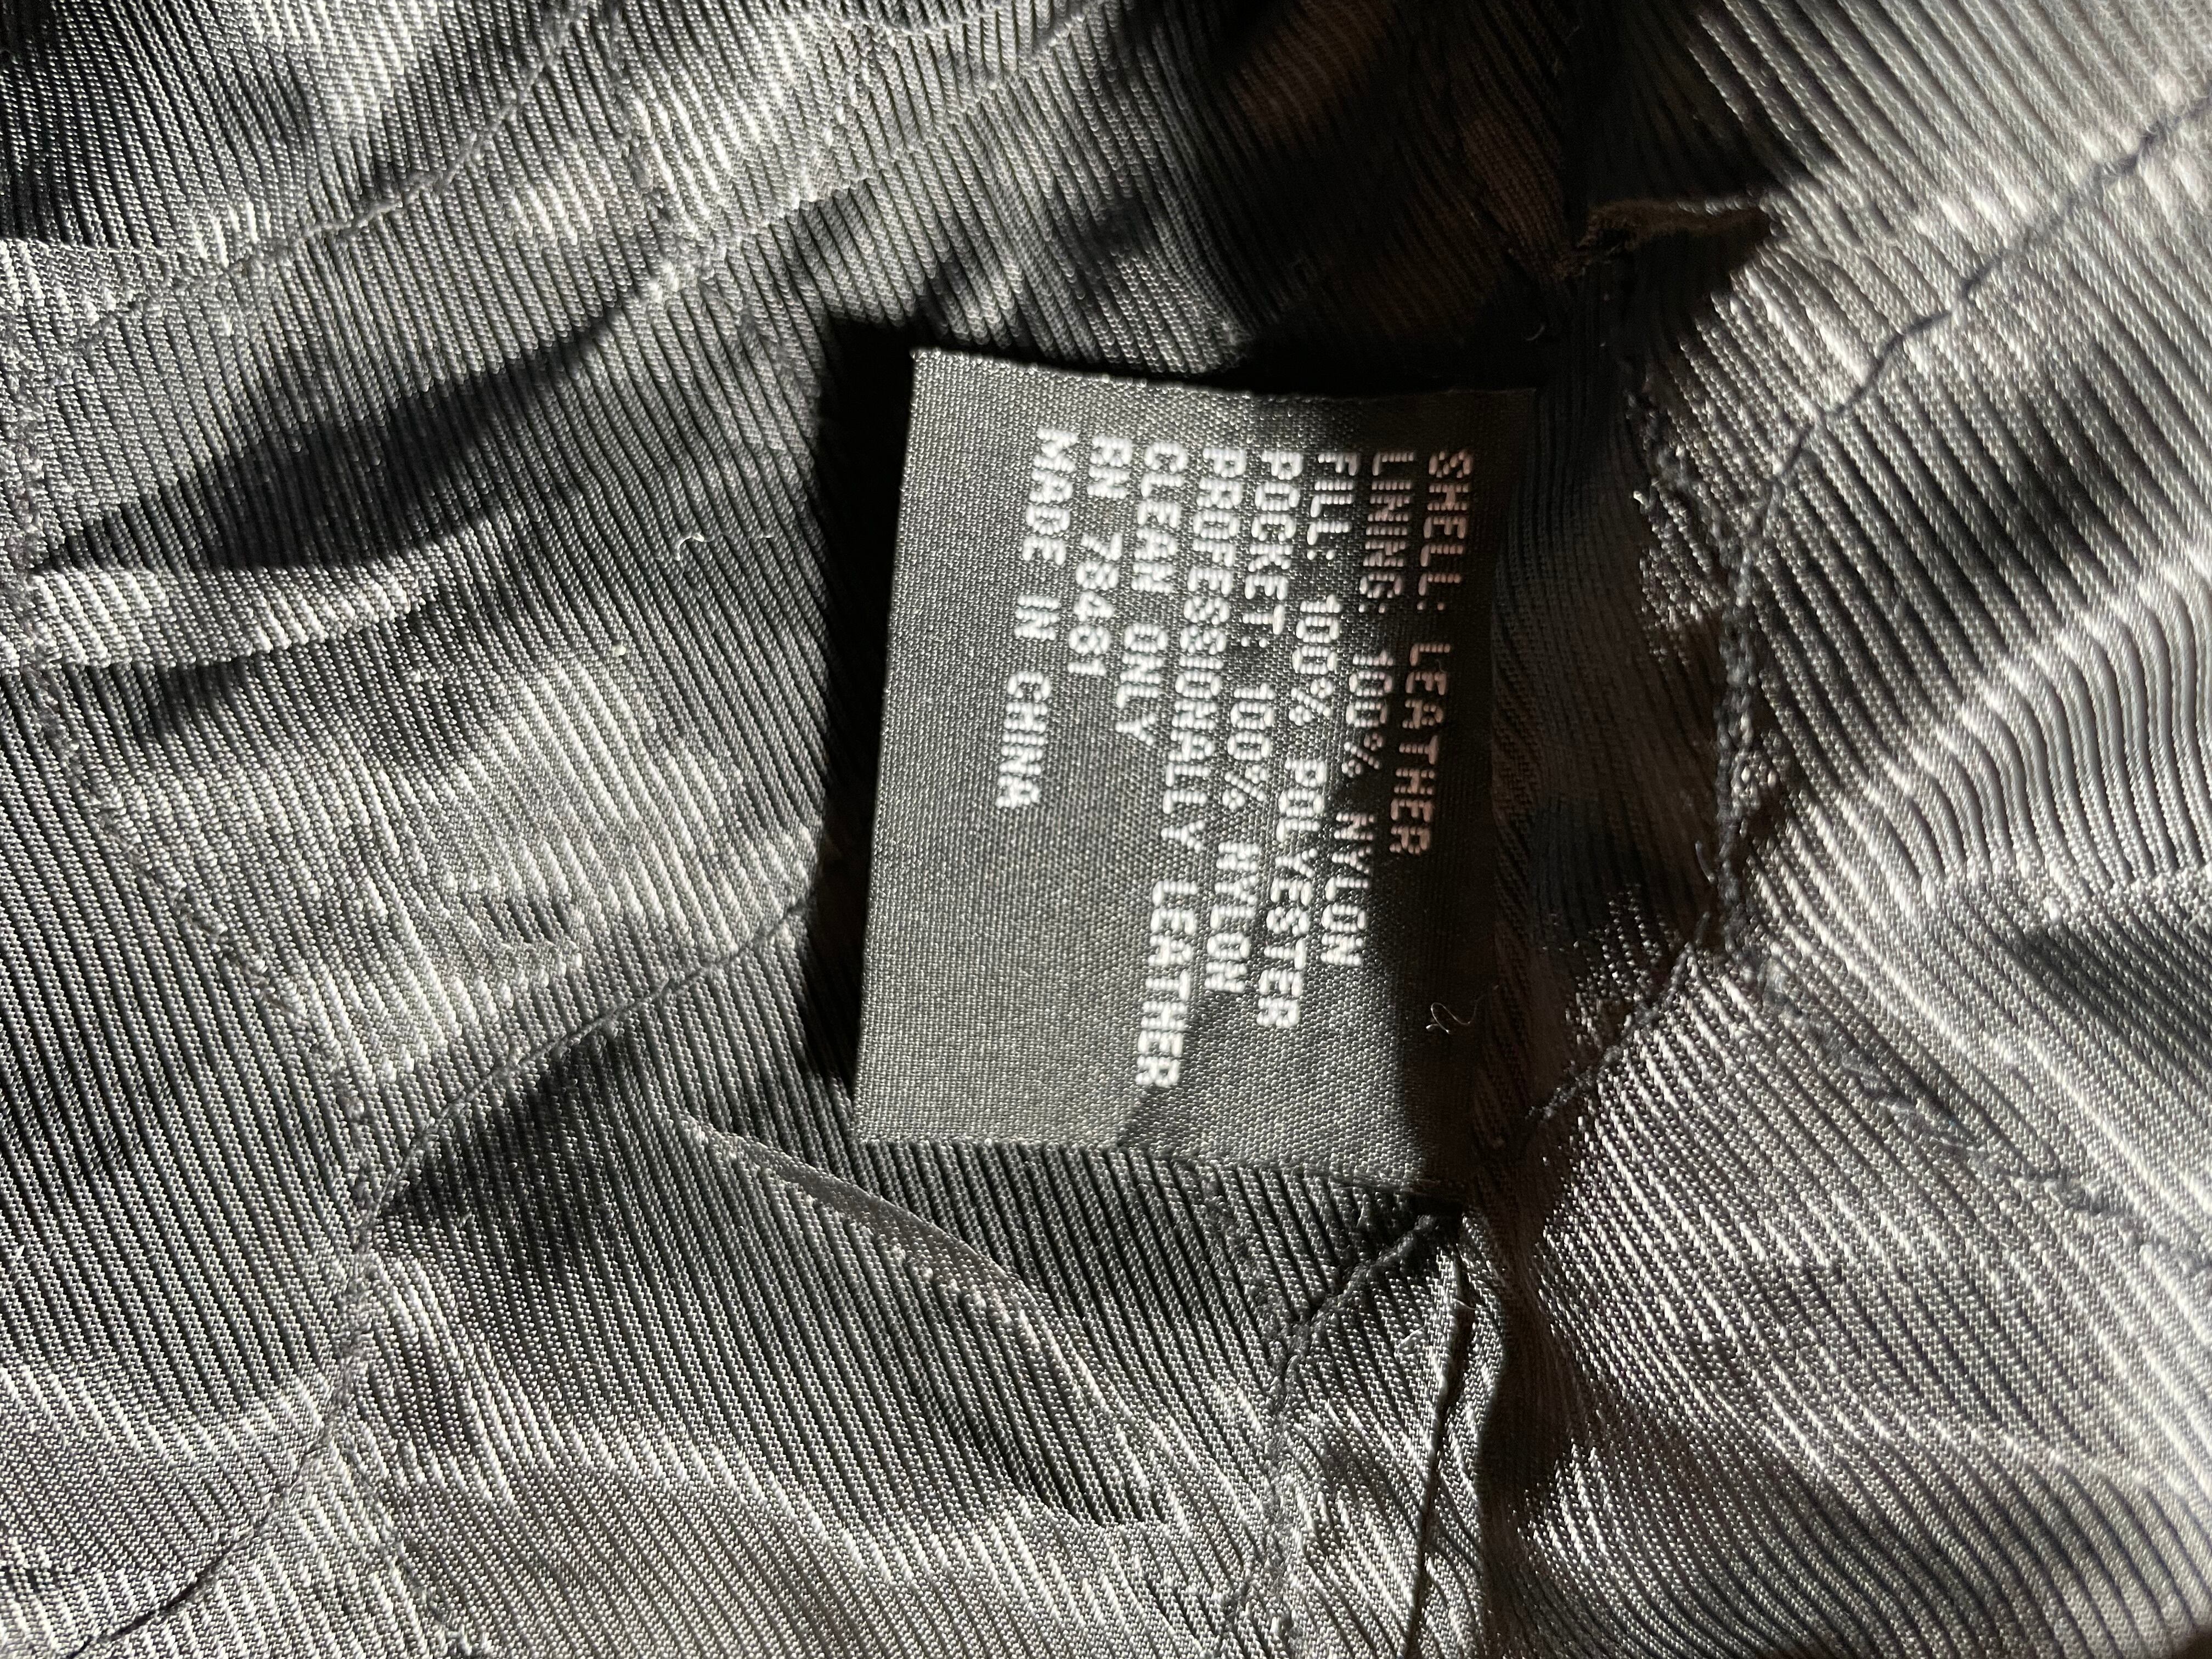 SHELL: LEATHER
LINING: 100% NYLON
FILL: 100% POLYESTER
POCKET: 100% NYLON
PROFESSIONALLY LEATHER
CLEAN ONLY
RN 78461
MADE IN CHINA